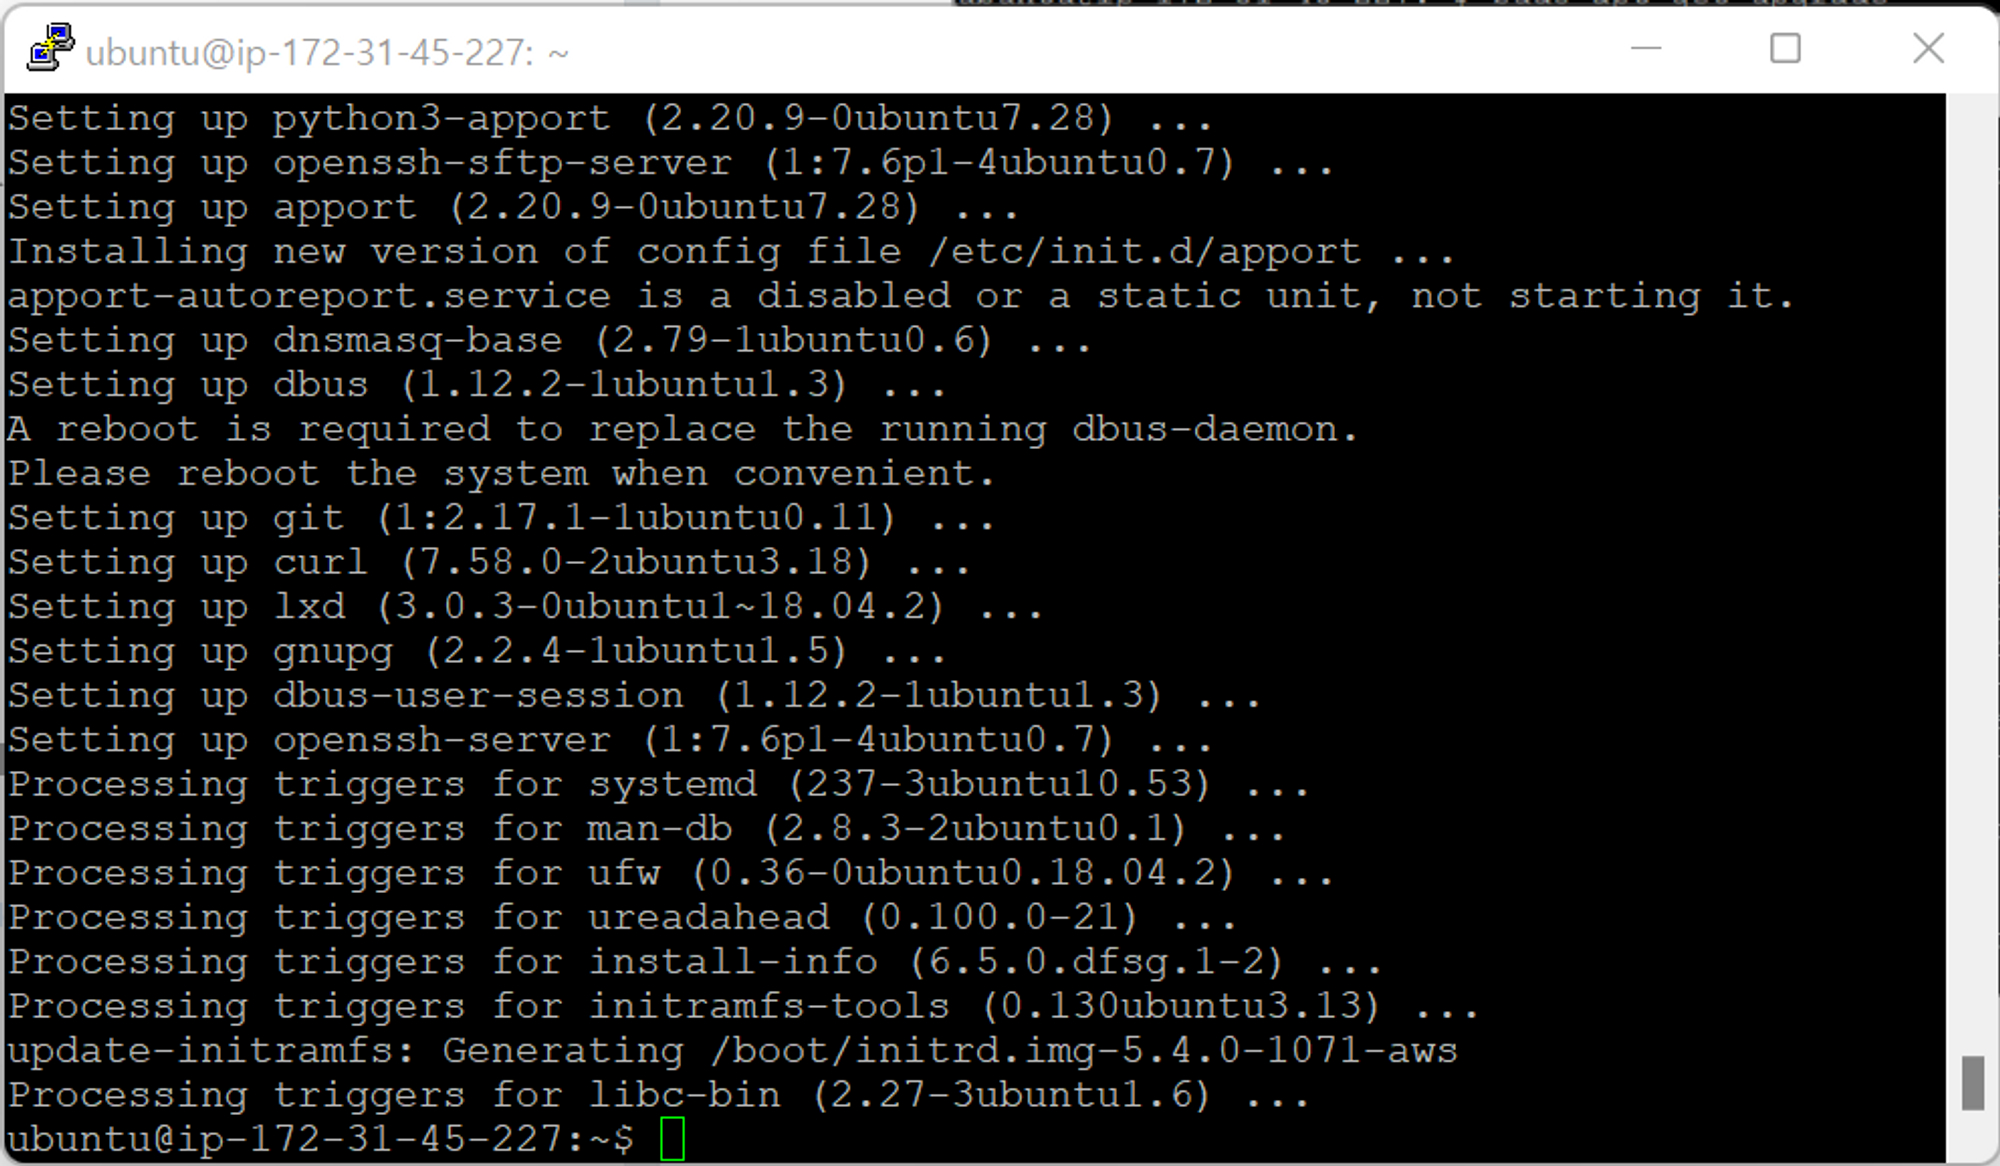 ubuntu@ip-172-31-45-227: ~
Setting up python3-apport (2.20.9-0ubuntu7.28) ...
Setting up openssh-sftp-server (1:7.6p1-4ubuntu0.7) ...
Setting up apport (2.20.9-0ubuntu7.28) ...
Installing new version of config file /etc/init.d/apport ...
apport-autoreport.service is a disabled or a static unit, not starting it.
Setting up dnsmasq-base (2.79-1ubuntu0.6) ...
Setting up dbus (1.12.2-1ubuntu1.3) ...
A reboot is required to replace the running dbus-daemon.
Please reboot the system when convenient.
Setting up git (1:2.17.1-1ubuntu0.11) ...
Setting up curl (7.58.0-2ubuntu3.18) ...
Setting up lxd (3.0.3-0ubuntu1~18.04.2) ...
Setting up gnupg (2.2.4-1ubuntu1.5) ...
Setting up dbus-user-session (1.12.2-1ubuntu1.3) ...
Setting up openssh-server (1:7.6p1-4ubuntu0.7) ...
Processing triggers for systemd (237-3ubuntu10.53) ...
Processing triggers for man-db (2.8.3-2ubuntu0.1) ...
Processing triggers for ufw (0.36-0ubuntu0.18.04.2) ...
Processing triggers for ureadahead (0.100.0-21) ...
Processing triggers for install-info (6.5.0.dfsg.1-2) ...
Processing triggers for initramfs-tools (0.130ubuntu3.13) ...
update-initramfs: Generating /boot/initrd.img-5.4.0-1071-aws
Processing triggers for libc-bin (2.27-3ubuntu1.6) ...
ubuntu@ip-172-31-45-227:~$